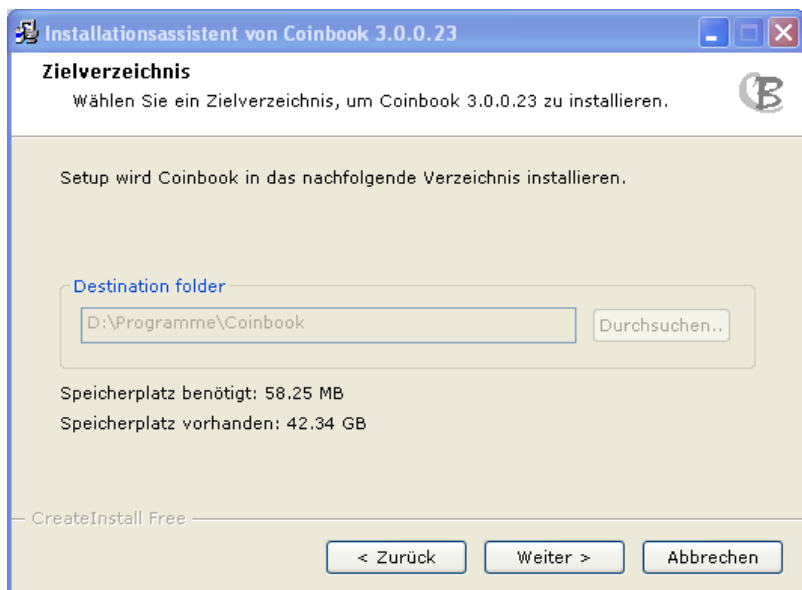 Installationsassistent von Coinbook 3.0.0.23
Zielverzeichnis
Wählen Sie ein Zielverzeichnis, um Coinbook 3.0.0.23 zu installieren.
CB
Setup wird Coinbook in das nachfolgende Verzeichnis installieren.
Destination folder
D:\Programme\Coinbook
Durchsuchen..
Speicherplatz benötigt: 58.25 MB
Speicherplatz vorhanden: 42.34 GB
CreateInstall Free
< Zurück
Weiter >
Abbrechen